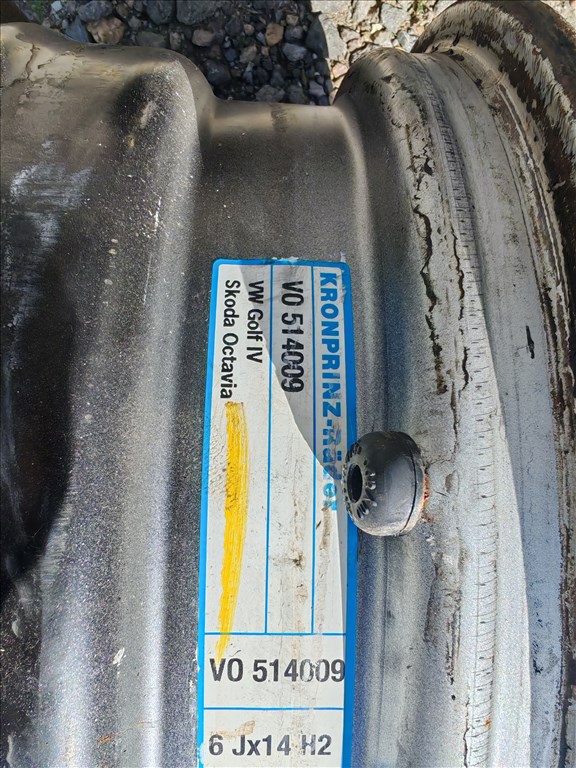 KRONPRINZ-Räder
VO 514009
VW Golf IV
Skoda Octavia
VO 514009
6 Jx14 H2